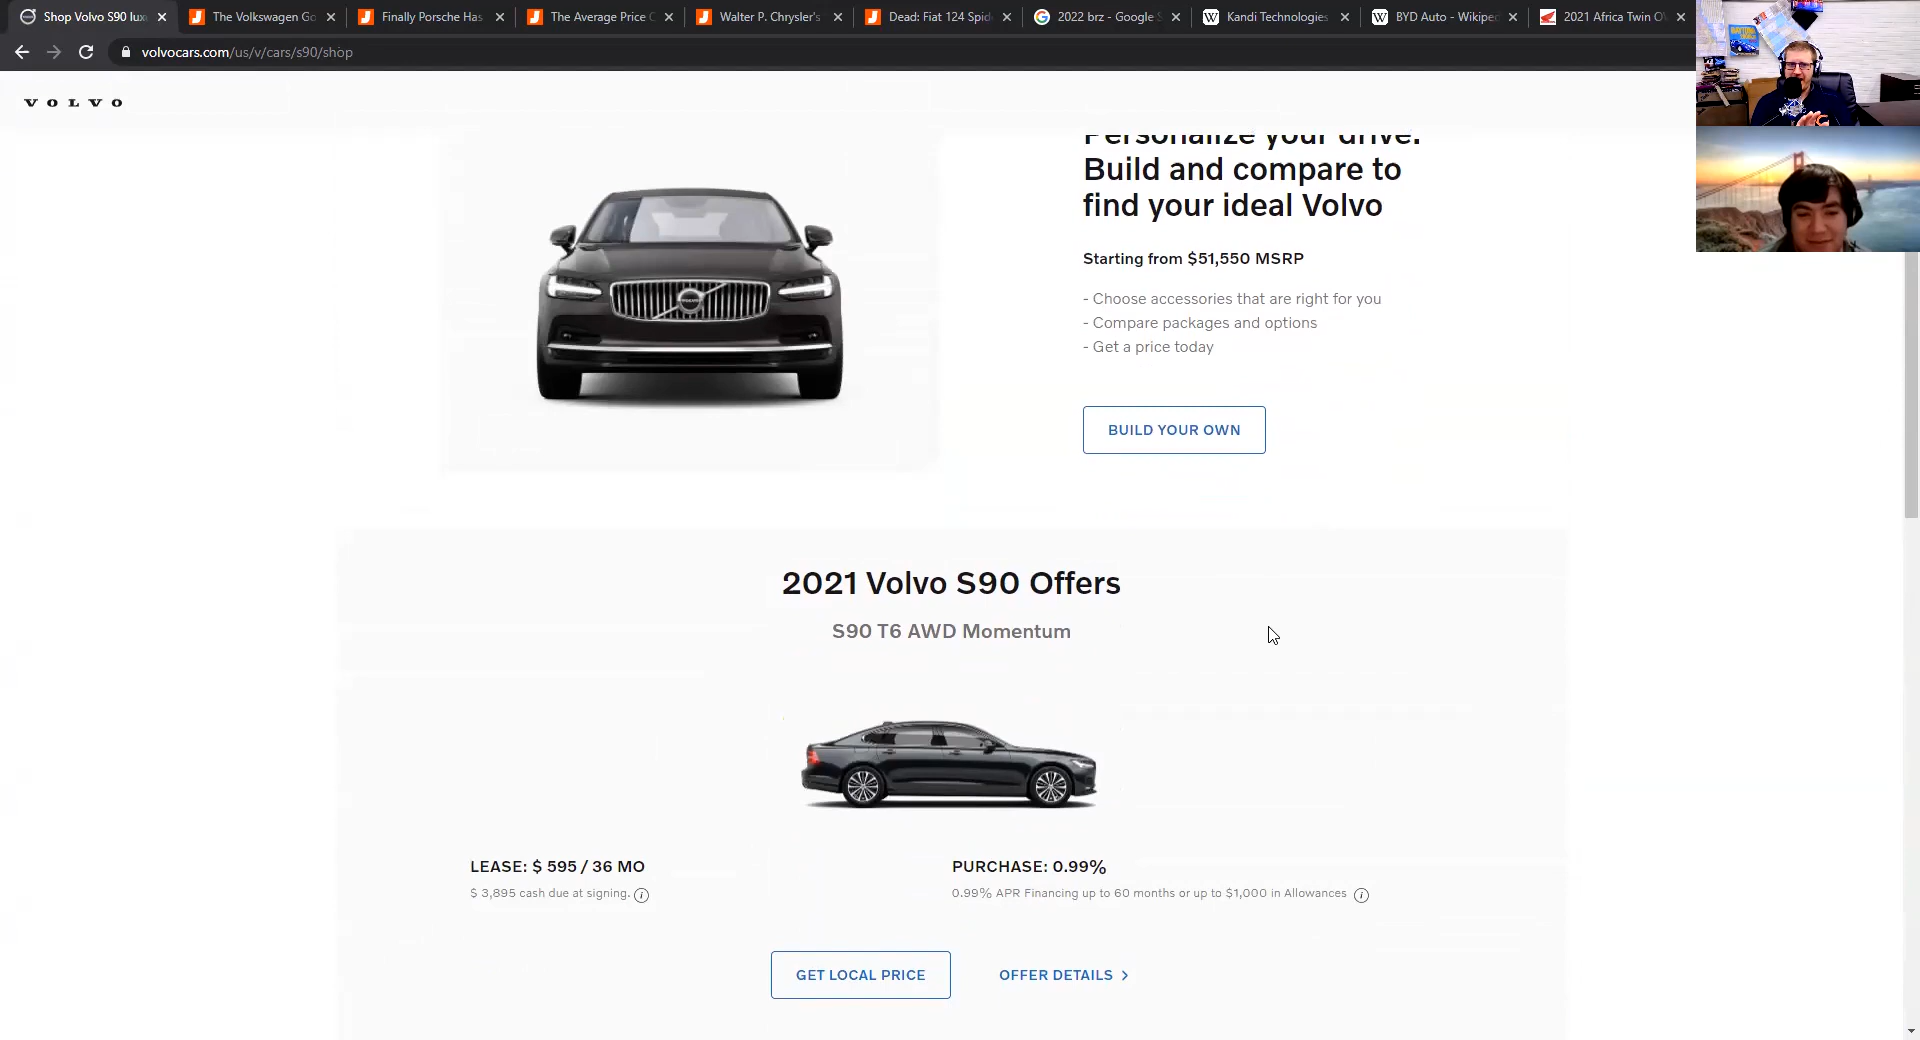 Shop Volvo S90 lux
The Volkswagen Go
Finally Porsche Has
The Average Price
Walter P. Chrysler's
Dead: Fiat 124 Spid
2022 brz - Google S
Kandi Technologies
BYD Auto - Wikiped
2021 Africa Twin
volvocars.com/us/v/cars/s90/shop
VOLVO
Personalize your drive.
Build and compare to
find your ideal Volvo
Starting from $51,550 MSRP
- Choose accessories that are right for you
- Compare packages and options
- Get a price today
BUILD YOUR OWN
2021 Volvo S90 Offers
S90 T6 AWD Momentum
LEASE: $ 595 / 36 MO
$ 3,895 cash due at signing.
PURCHASE: 0.99%
0.99% APR Financing up to 60 months or up to $1,000 in Allowances
GET LOCAL PRICE
OFFER DETAILS >